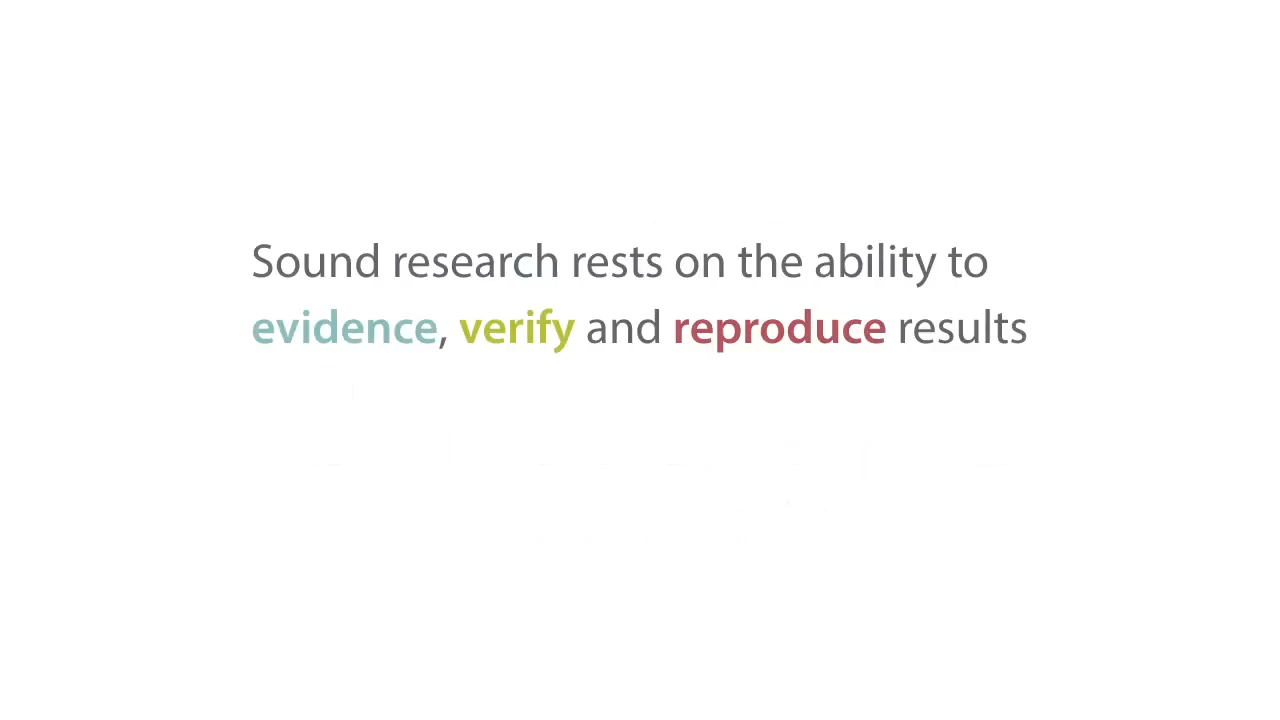 Sound research rests on the ability to
evidence, verify and reproduce results